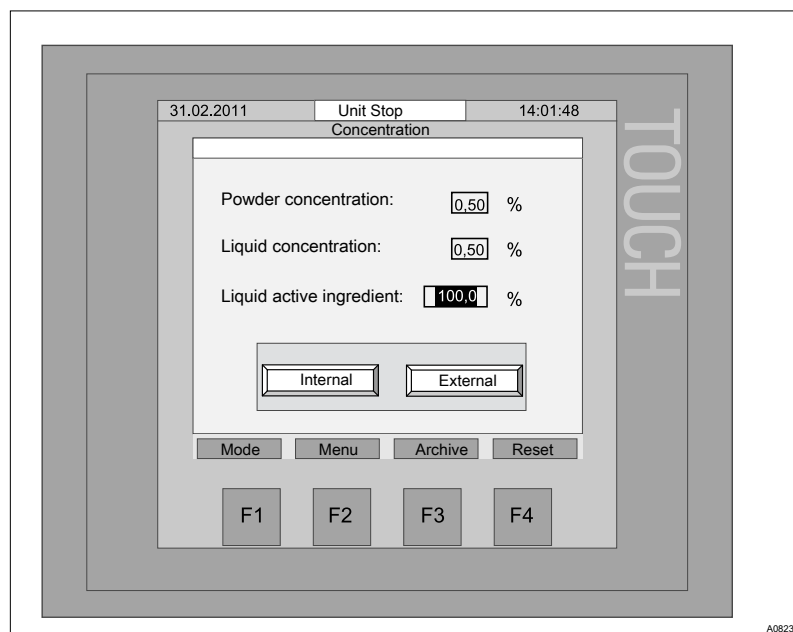 31.02.2011 Unit Stop 14:01:48
Concentration
Powder concentration: 0,50 %
Liquid concentration: 0,50 %
Liquid active ingredient: 100,0 %
Internal External
Mode Menu Archive Reset
F1 F2 F3 F4
TOUCH
A0823